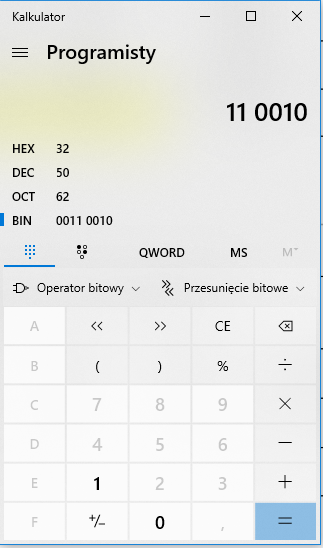 Kalkulator
Programisty
11 0010
HEX 32
DEC 50
OCT 62
BIN 0011 0010
QWORD MS M˅
Operator bitowy Przesunięcie bitowe
A << >> CE
B ( ) % ÷
C 7 8 9 ×
D 4 5 6 −
E 1 2 3 +
F +/− 0 , =